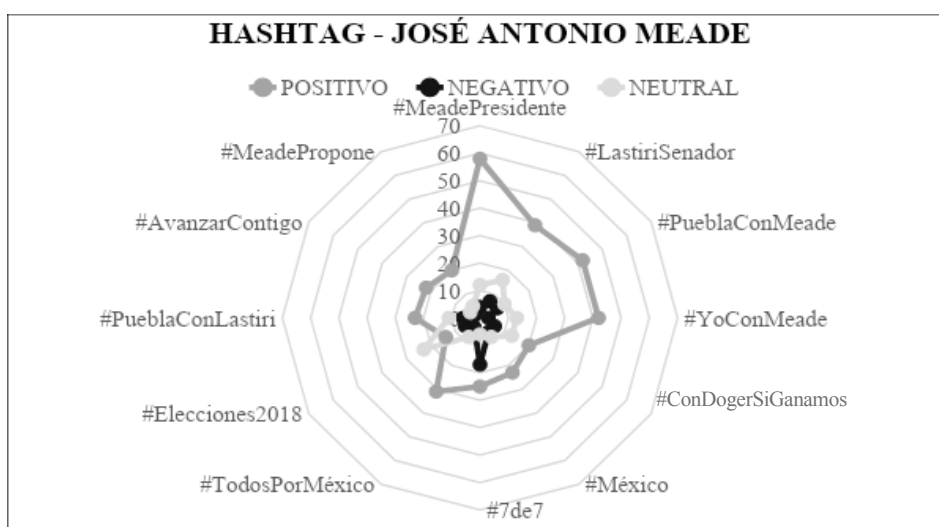 HASHTAG - JOSÉ ANTONIO MEADE
POSITIVO NEGATIVO NEUTRAL
#MeadePresidente
70
60
50
40
30
20
10
#LastiriSenador
#PueblaConMeade
#YoConMeade
#ConDogerSiGanamos
#México
#7de7
#TodosPorMéxico
#Elecciones2018
#PueblaConLastiri
#AvanzarContigo
#MeadePropone